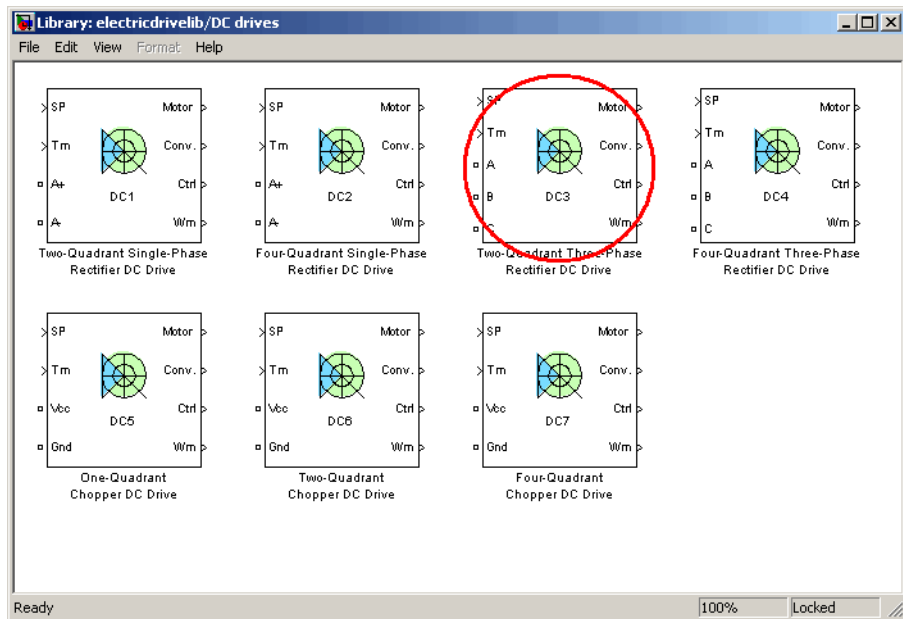 Library: electricdrivelib/DC drives
File Edit View Format Help
SP Motor
Tm Conv.
A+ Ctrl
DC1
A- Wm
Two-Quadrant Single-Phase
Rectifier DC Drive
SP Motor
Tm Conv.
A+ Ctrl
DC2
A- Wm
Four-Quadrant Single-Phase
Rectifier DC Drive
SP Motor
Tm Conv.
A Ctrl
B DC3
C Wm
Two-Quadrant Three-Phase
Rectifier DC Drive
SP Motor
Tm Conv.
A Ctrl
B DC4
C Wm
Four-Quadrant Three-Phase
Rectifier DC Drive
SP Motor
Tm Conv.
Vcc Ctrl
DC5
Gnd Wm
One-Quadrant
Chopper DC Drive
SP Motor
Tm Conv.
Vcc Ctrl
DC6
Gnd Wm
Two-Quadrant
Chopper DC Drive
SP Motor
Tm Conv.
Vcc Ctrl
DC7
Gnd Wm
Four-Quadrant
Chopper DC Drive
Ready 100% Locked